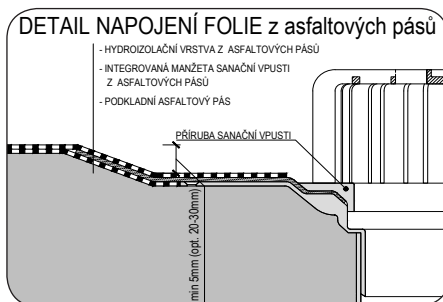 DETAIL NAPOJENÍ FOLIE z asfaltových pásů
- HYDROIZOLAČNÍ VRSTVA Z ASFALTOVÝCH PÁSŮ
- INTEGROVANÁ MANŽETA SANAČNÍ VPUSTI
Z ASFALTOVÝCH PÁSŮ
- PODKLADNÍ ASFALTOVÝ PÁS
PŘÍRUBA SANAČNÍ VPUSTI
min 5mm (opt. 20-30mm)